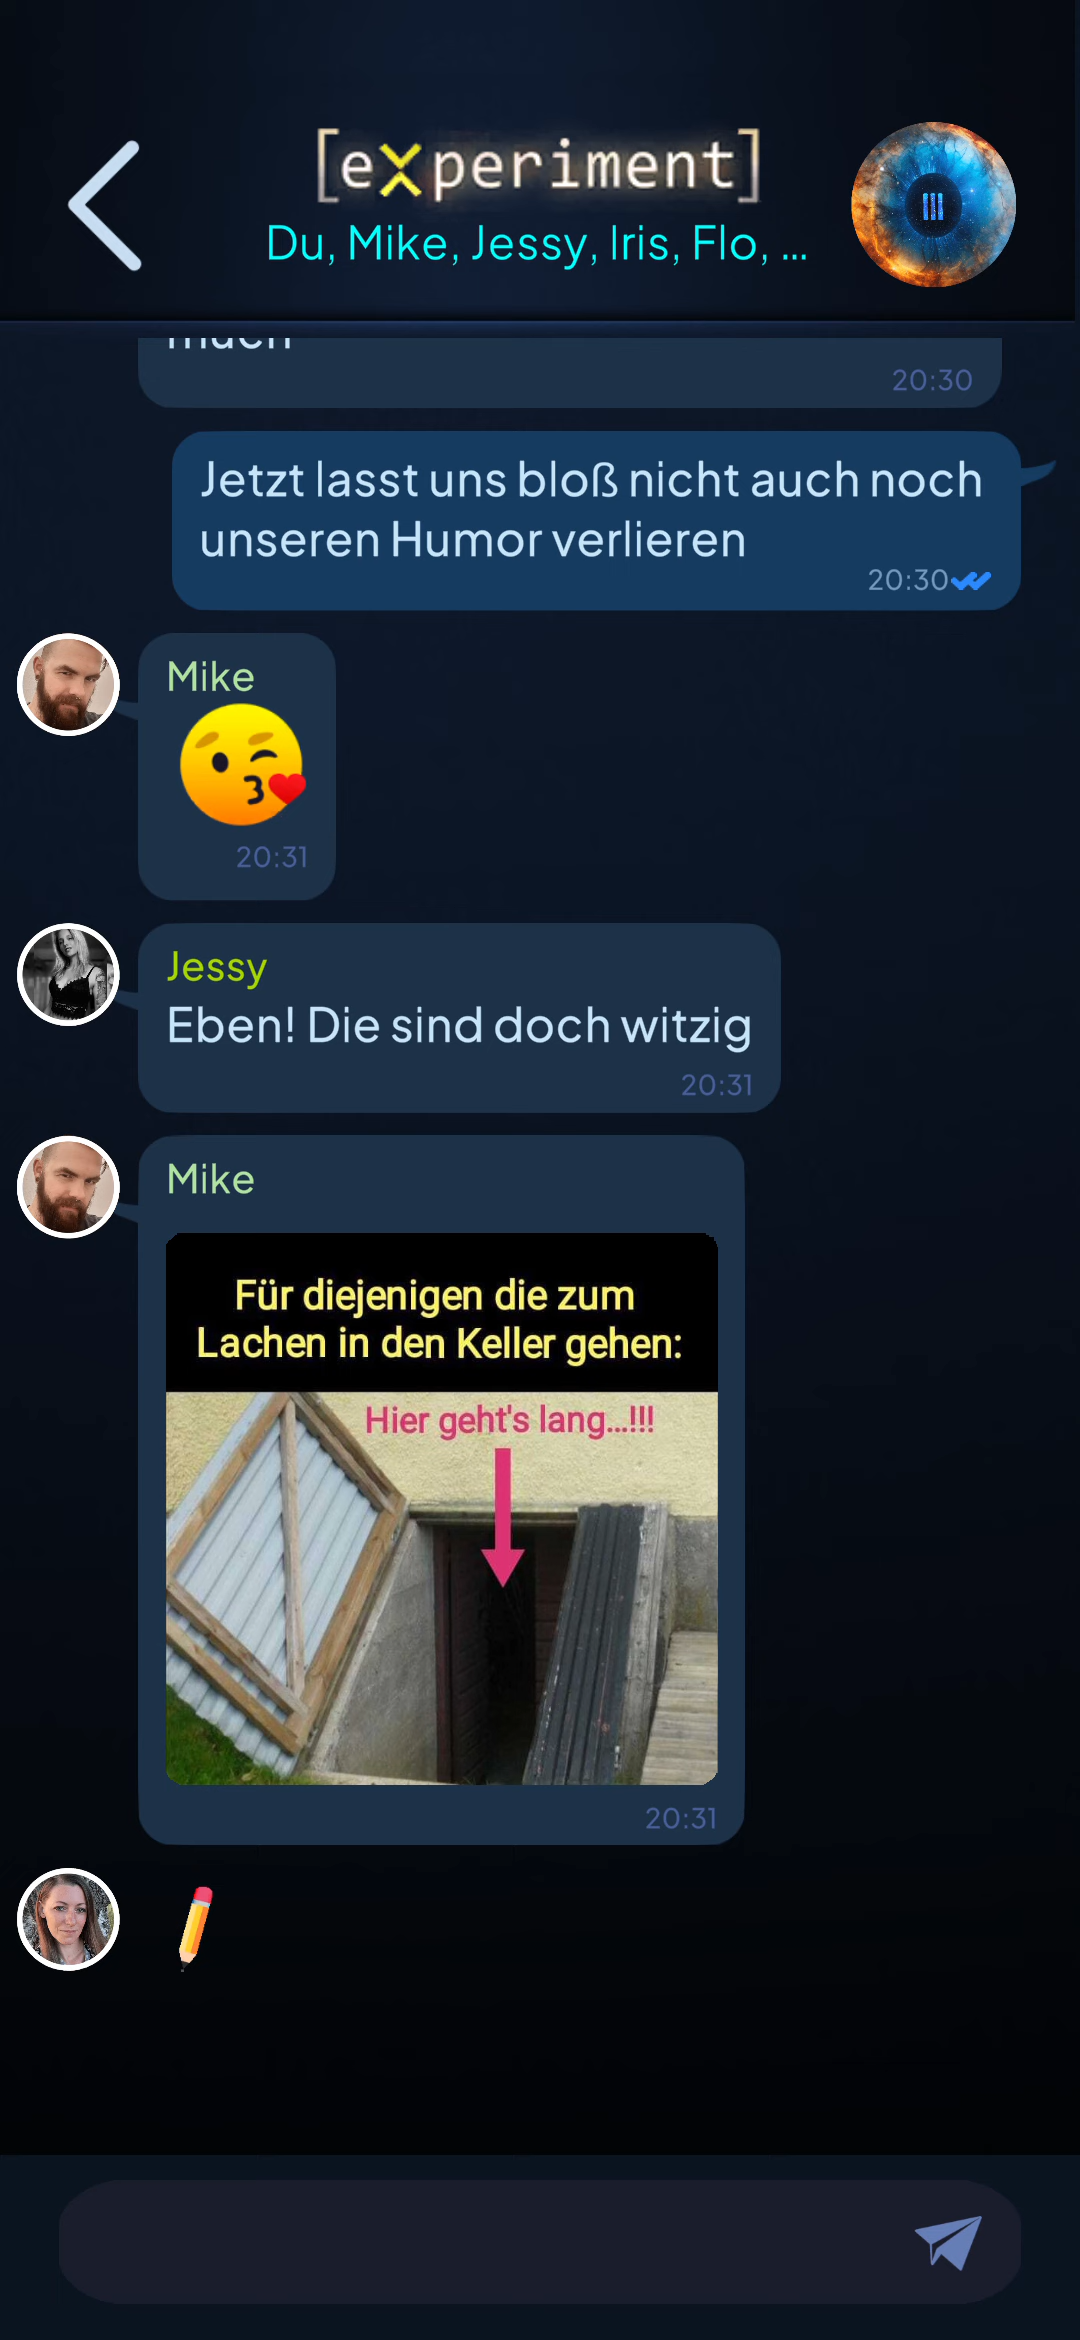 [experiment]
Du, Mike, Jessy, Iris, Flo, ...
20:30
Jetzt lasst uns bloß nicht auch noch
unseren Humor verlieren
20:30
Mike
20:31
Jessy
Eben! Die sind doch witzig
20:31
Mike
Für diejenigen die zum
Lachen in den Keller gehen:
Hier geht's lang...!!!
20:31